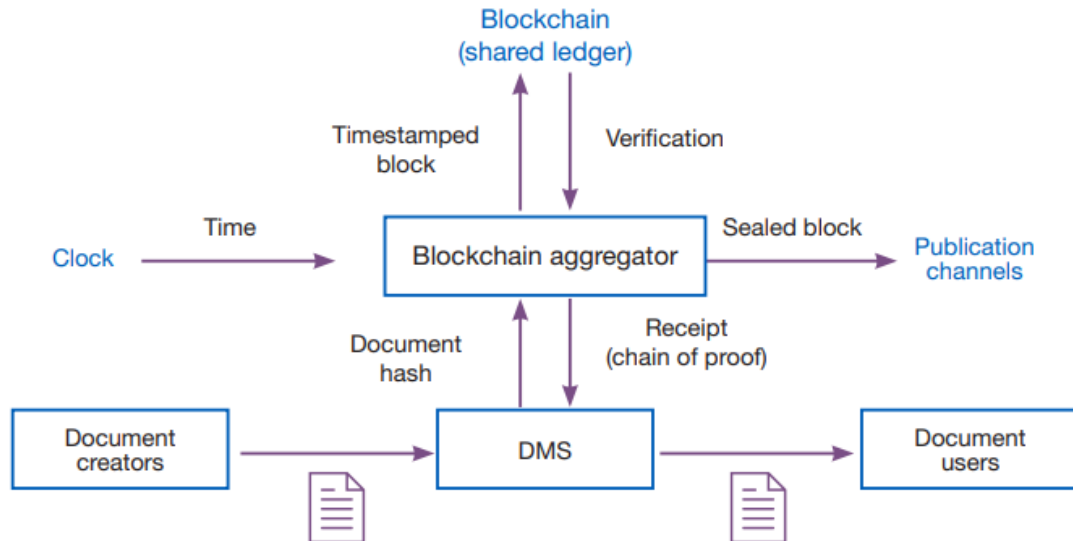 Blockchain
(shared ledger)
Timestamped
block
Verification
Time
Sealed block
Clock
Blockchain aggregator
Publication
channels
Document
hash
Receipt
(chain of proof)
Document
creators
DMS
Document
users